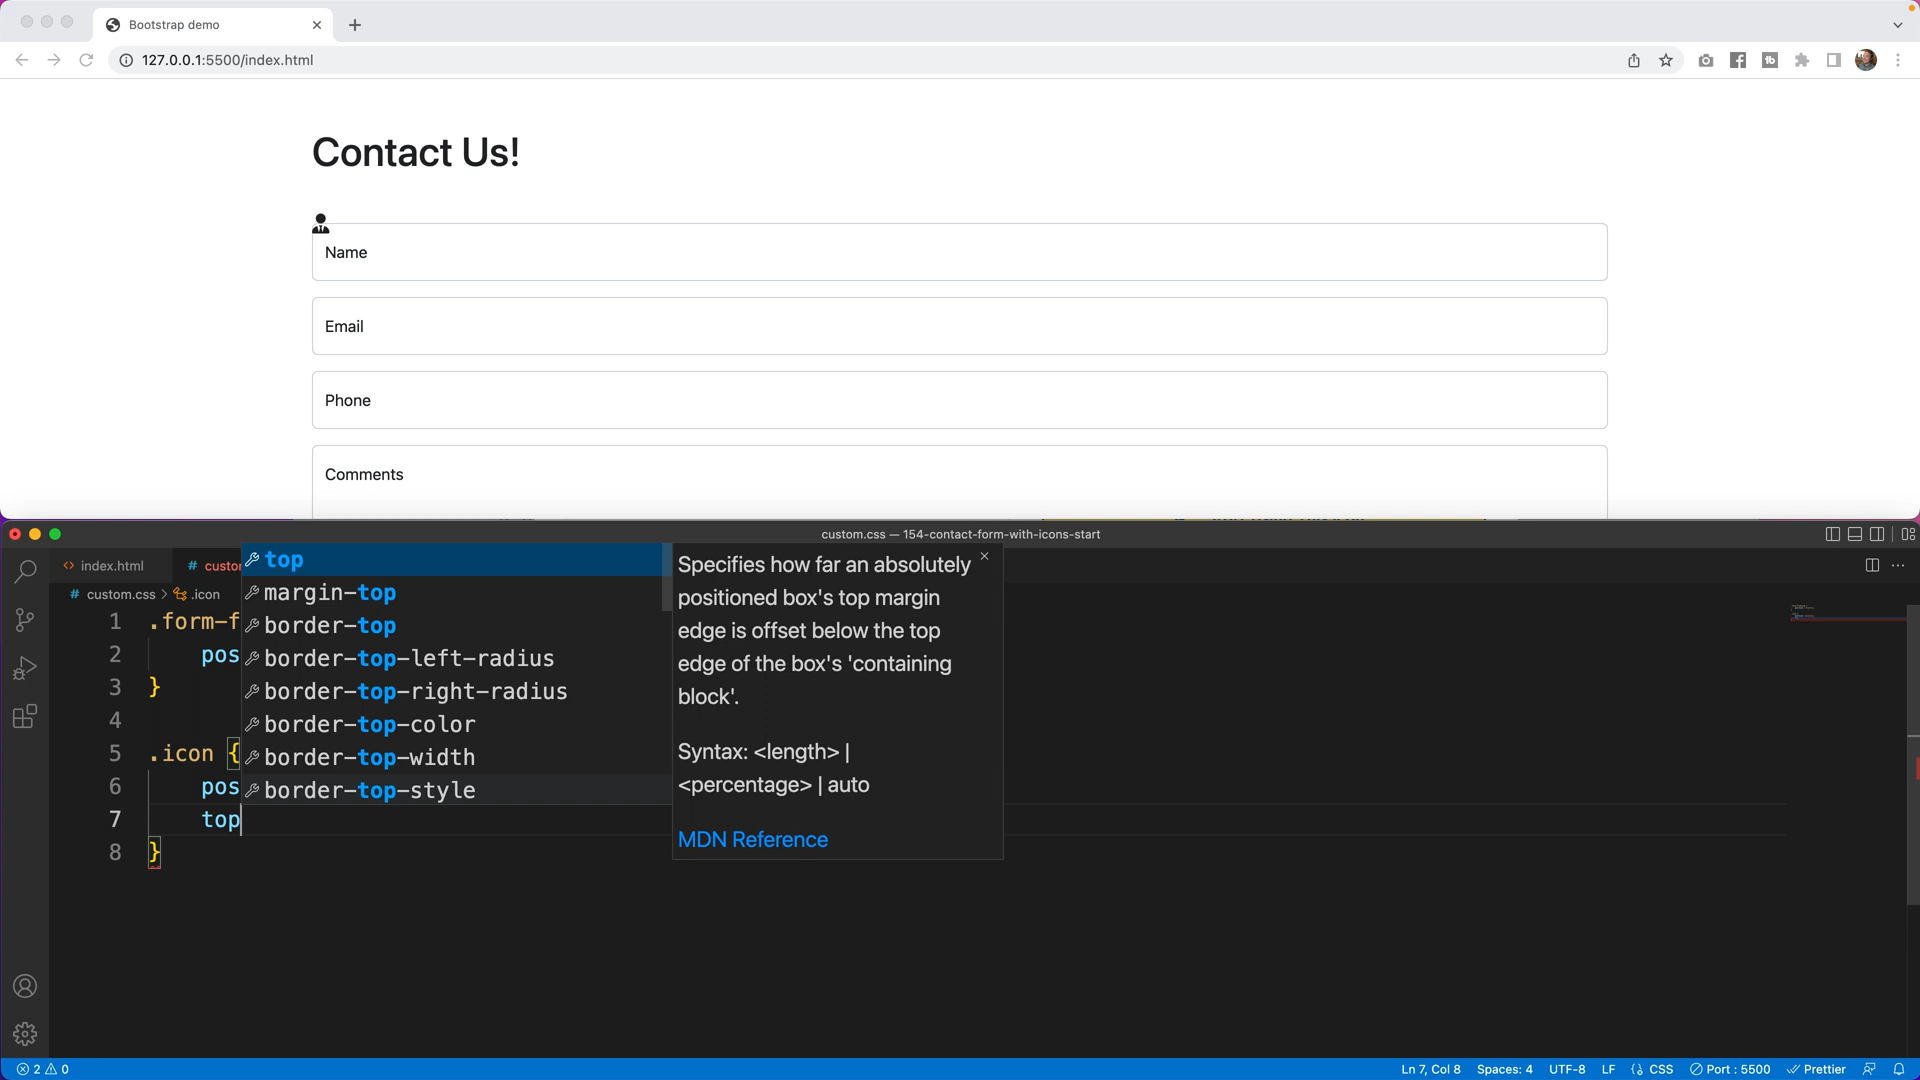 Bootstrap demo
127.0.0.1:5500/index.html
Contact Us!
Name
Email
Phone
Comments
custom.css — 154-contact-form-with-icons-start
<> index.html
# custo
# custom.css > .icon
1 .form-f
2 pos
3 }
4
5 .icon {
6 pos
7 top
8 }
top
margin-top
border-top
border-top-left-radius
border-top-right-radius
border-top-color
border-top-width
border-top-style
Specifies how far an absolutely
positioned box's top margin
edge is offset below the top
edge of the box's 'containing
block'.
Syntax: <length> |
<percentage> | auto
MDN Reference
2 0
Ln 7, Col 8 Spaces: 4 UTF-8 LF {} CSS Port : 5500 Prettier